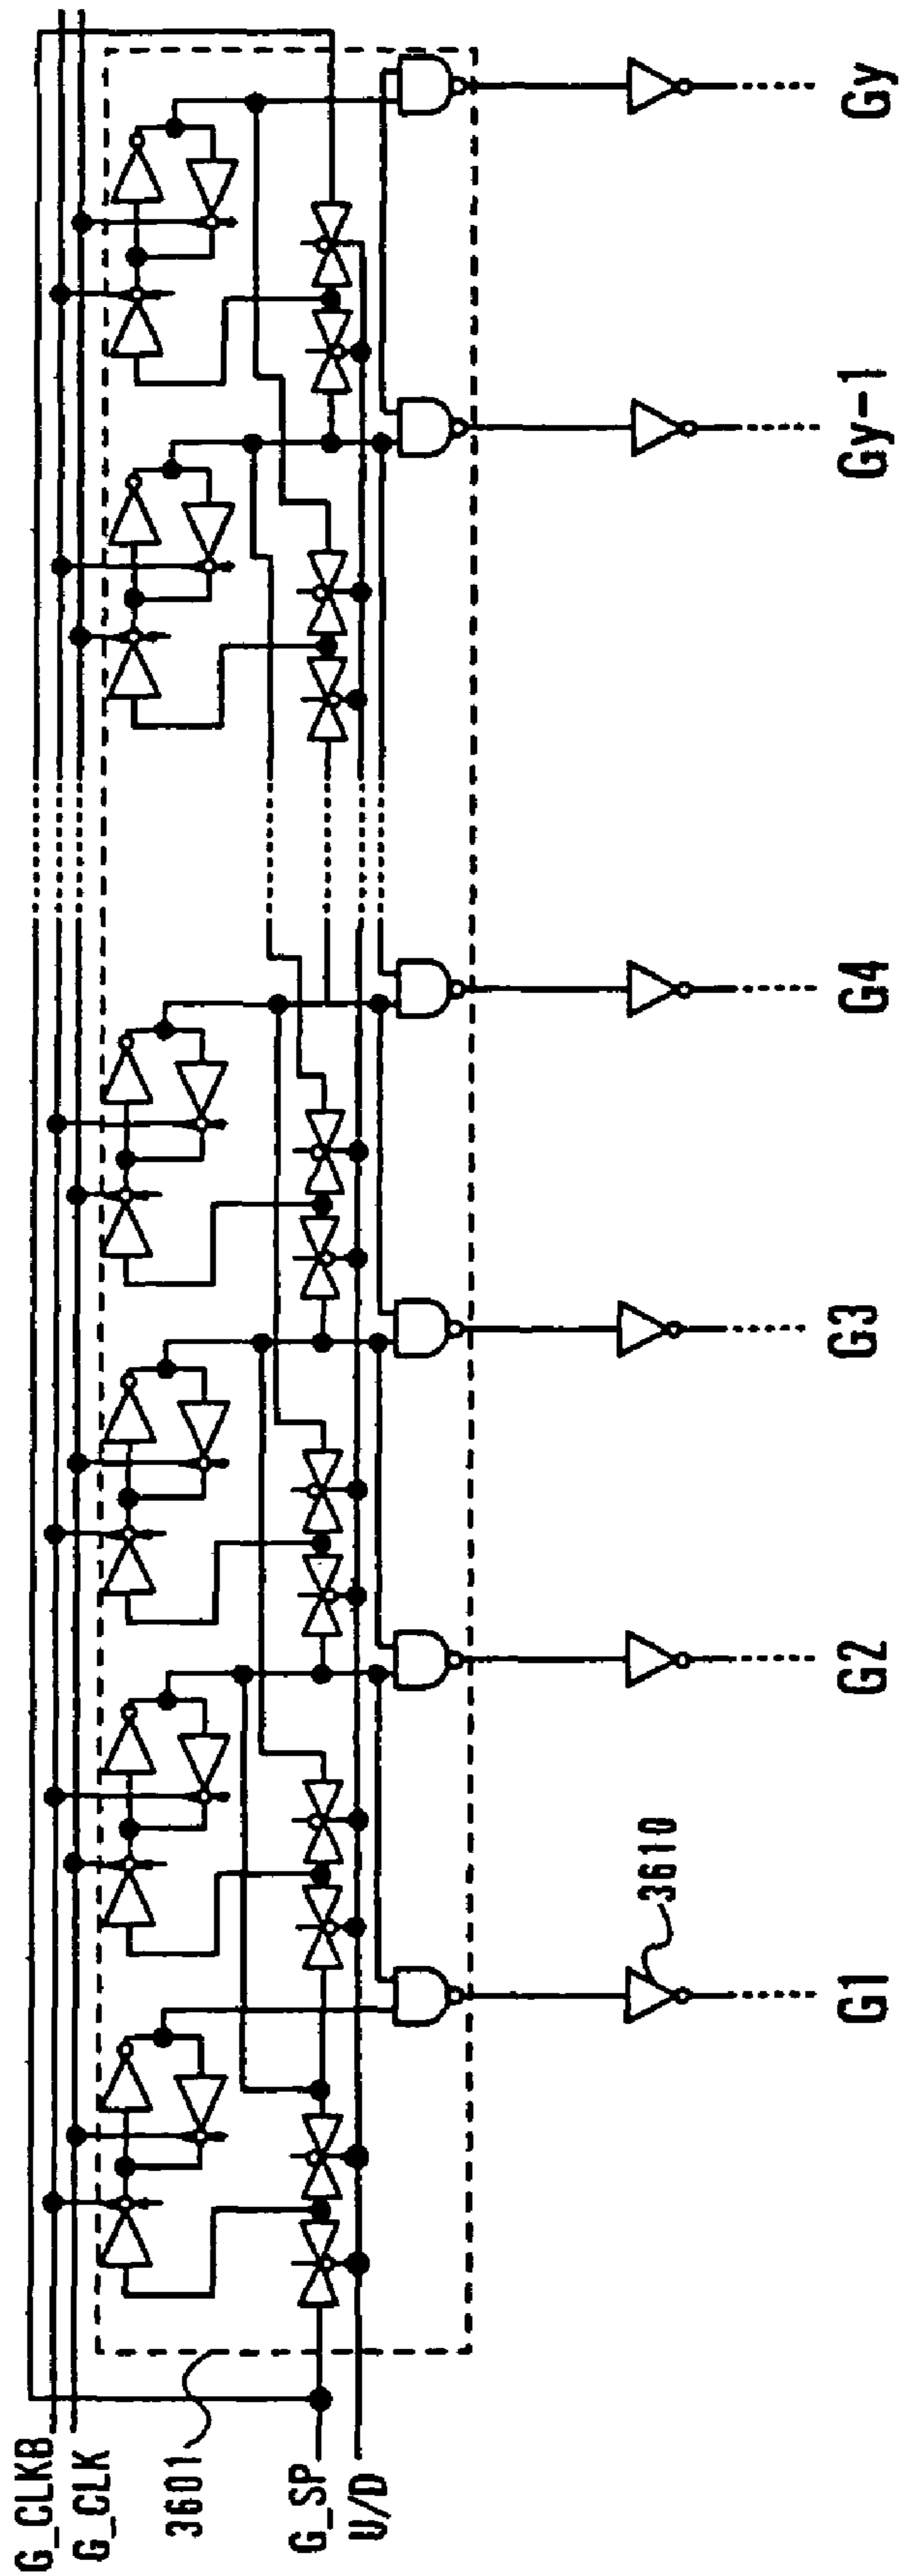 G_CLKB
G_CLK
3601
G_SP
U/D
3610
G1
G2
G3
G4
Gy-1
Gy